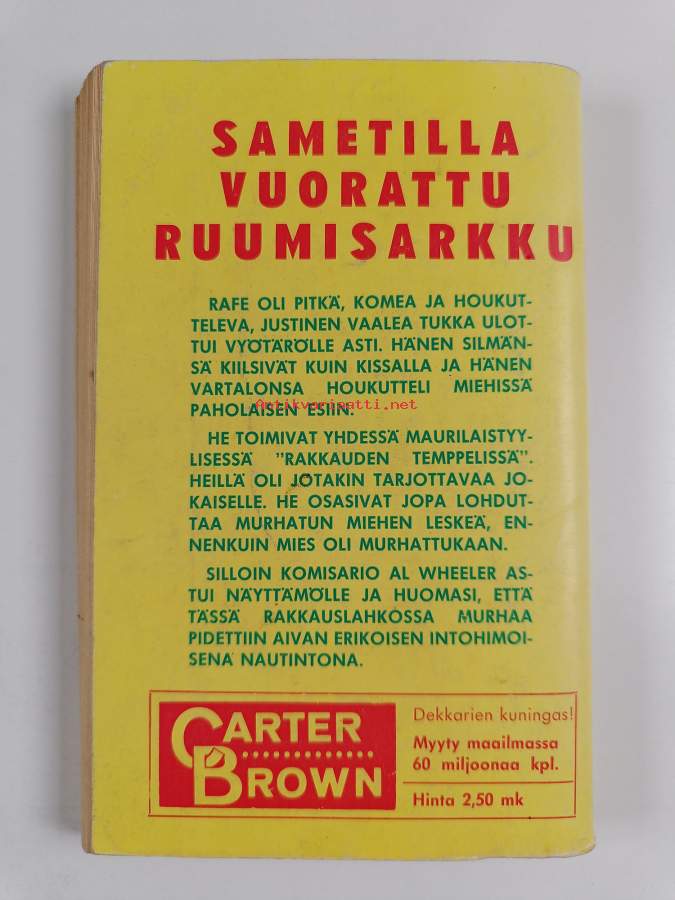 SAMETILLA
VUORATTU
RUUMISARKKU
RAFE OLI PITKÄ, KOMEA JA HOUKUT-
TELEVA, JUSTINEN VAALEA TUKKA ULOT-
TUI VYÖTÄRÖLLE ASTI. HÄNEN SILMÄN-
SÄ KIILSIVÄT KUIN KISSALLA JA HÄNEN
VARTALONSA HOUKUTTELI MIEHISSÄ
PAHOLAISEN ESIIN.
Antikvariaatti.net
HE TOIMIVAT YHDESSÄ MAURILAISTYY-
LISESSÄ "RAKKAUDEN TEMPPELISSÄ".
HEILLÄ OLI JOTAKIN TARJOTTAVAA JO-
KAISELLE. HE OSASIVAT JOPA LOHDUT-
TAA MURHATUN MIEHEN LESKEÄ, EN-
NENKUIN MIES OLI MURHATTUKAAN.
SILLOIN KOMISARIO AL WHEELER AS-
TUI NÄYTTÄMÖLLE JA HUOMASI, ETTÄ
TÄSSÄ RAKKAUSLAHKOSSA MURHAA
PIDETTIIN AIVAN ERIKOISEN INTOHIMOI-
SENA NAUTINTONA.
CARTER
BROWN
Dekkarien kuningas!
Myyty maailmassa
60 miljoonaa kpl.
Hinta 2,50 mk